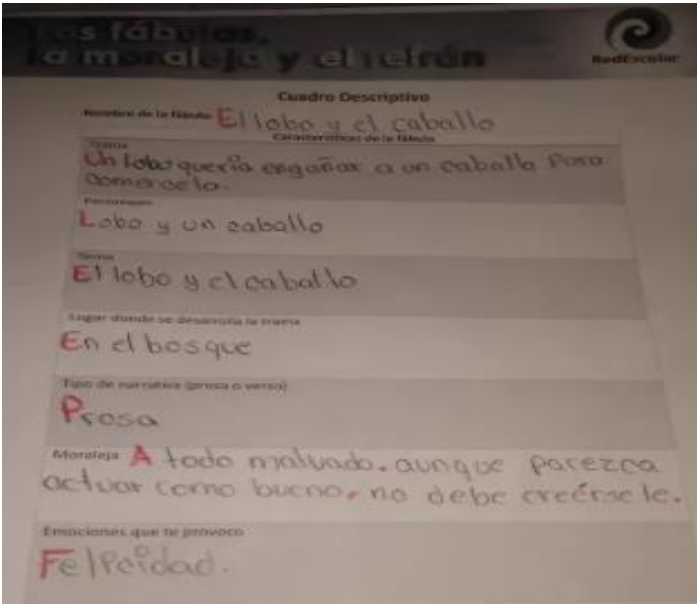 Las fábulas,
la moraleja y el refrán
RedEscolar
Cuadro Descriptivo
Nombre de la fábula: El lobo y el caballo
Características de la fábula
Trama
Un lobo quería engañar a un caballo para
comercelo.
Personajes
Lobo y un caballo
Tema
El lobo y el caballo
Lugar donde se desarrolla la trama
En el bosque
Tipo de narrativa (prosa o verso)
Prosa
Moraleja A todo malvado, aunque parezca
actuar como bueno, no debe creérsele.
Emociones que te provocó